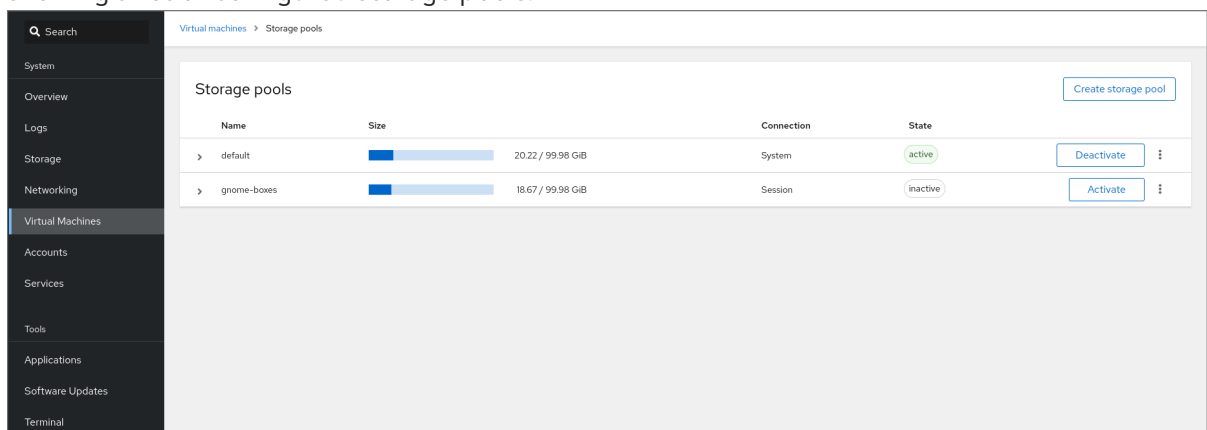 Search
Virtual machines > Storage pools
System
Overview
Logs
Storage
Networking
Virtual Machines
Accounts
Services
Tools
Applications
Software Updates
Terminal
Storage pools
Create storage pool
Name Size Connection State
default 20.22 / 99.98 GiB System active Deactivate
gnome-boxes 18.67 / 99.98 GiB Session inactive Activate